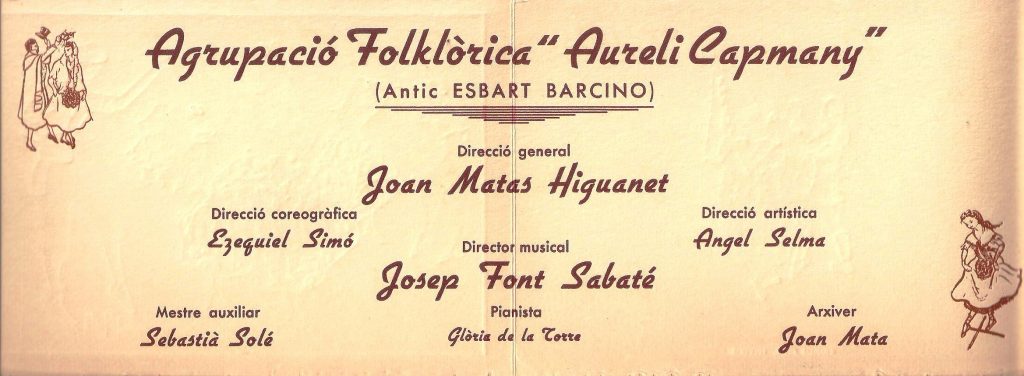 Agrupació Folklòrica "Aureli Capmany"
(Antic ESBART BARCINO)
Direcció general
Joan Matas Higuanet
Direcció coreogràfica
Ezequiel Simó
Direcció artística
Angel Selma
Director musical
Josep Font Sabaté
Mestre auxiliar
Sebastià Solé
Pianista
Glòria de la Torre
Arxiver
Joan Mata